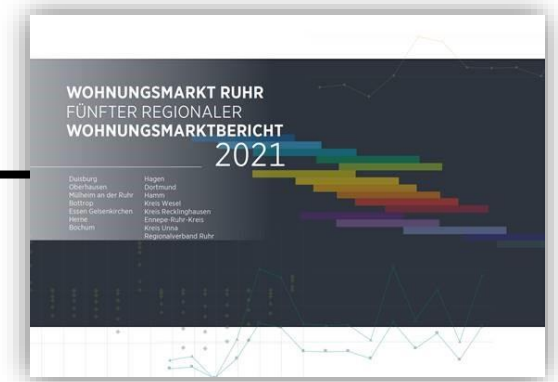 WOHNUNGSMARKT RUHR
FÜNFTER REGIONALER
WOHNUNGSMARKTBERICHT
2021
Duisburg
Oberhausen
Mülheim an der Ruhr
Bottrop
Essen Gelsenkirchen
Herne
Bochum
Hagen
Dortmund
Hamm
Kreis Wesel
Kreis Recklinghausen
Ennepe-Ruhr-Kreis
Kreis Unna
Regionalverband Ruhr